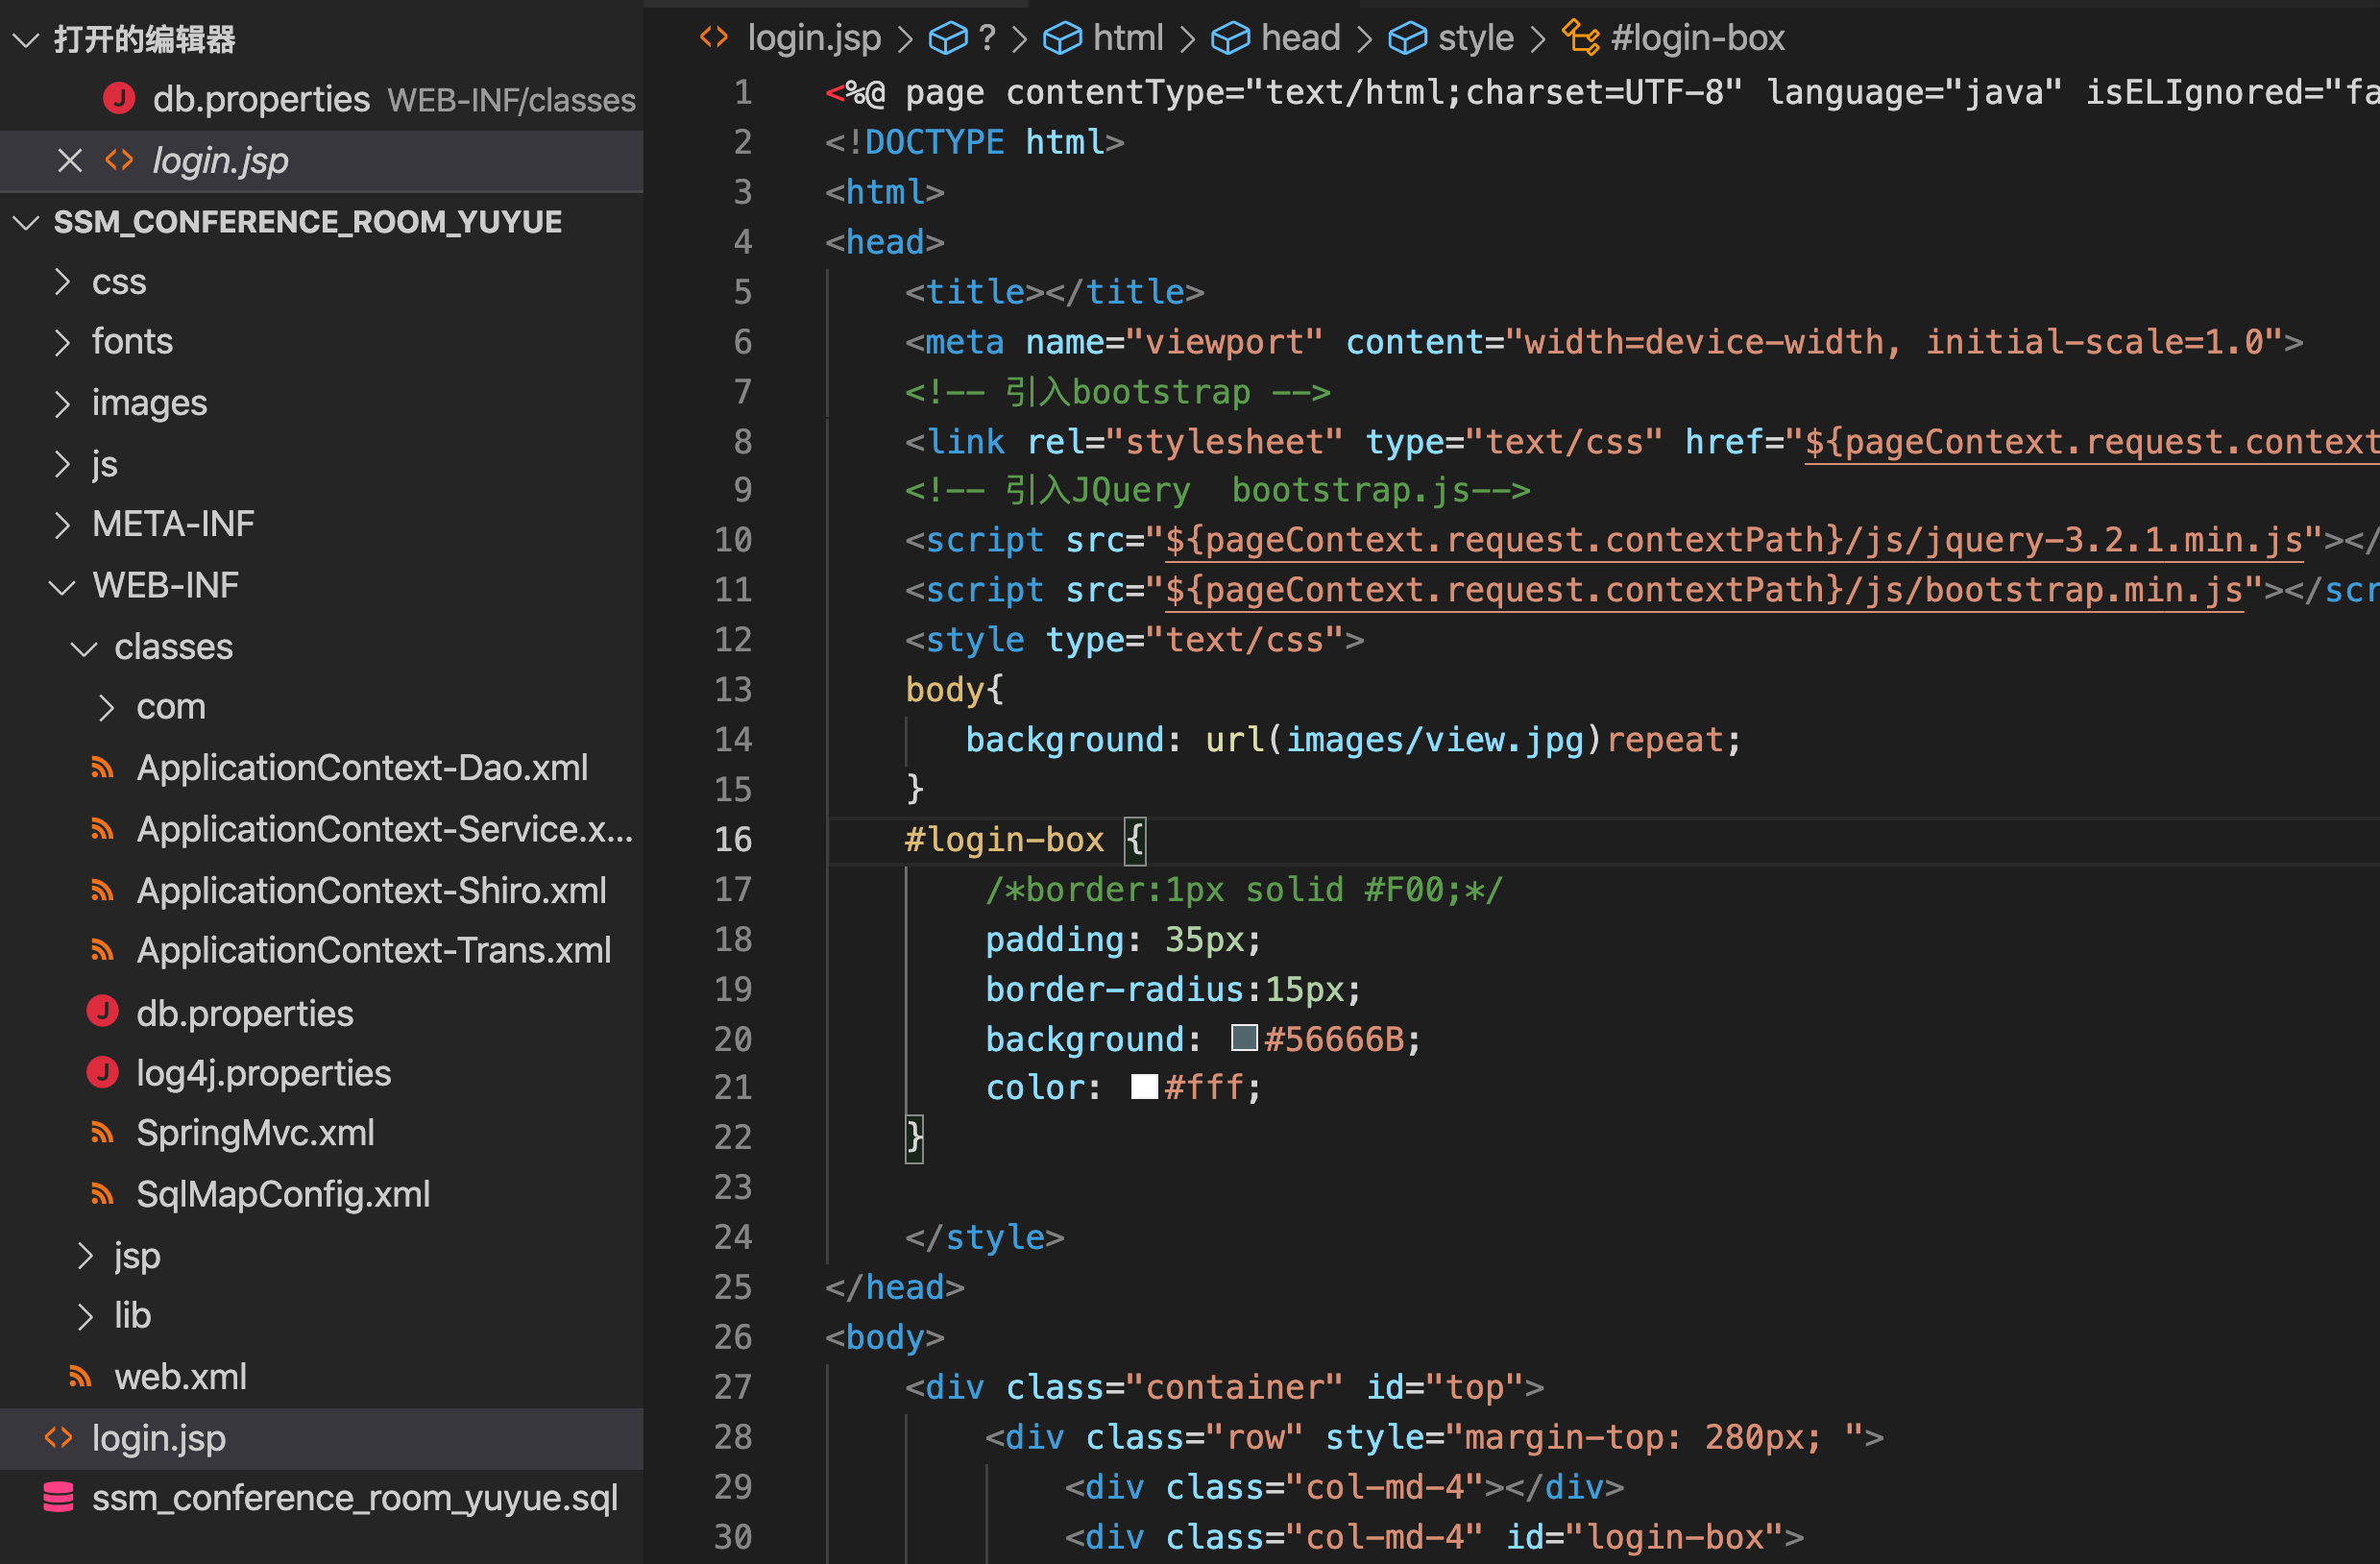 打开的编辑器
db.properties WEB-INF/classes
login.jsp
SSM_CONFERENCE_ROOM_YUYUE
css
fonts
images
js
META-INF
WEB-INF
classes
com
ApplicationContext-Dao.xml
ApplicationContext-Service.x...
ApplicationContext-Shiro.xml
ApplicationContext-Trans.xml
db.properties
log4j.properties
SpringMvc.xml
SqlMapConfig.xml
jsp
lib
web.xml
login.jsp
ssm_conference_room_yuyue.sql
login.jsp > ? > html > head > style > #login-box
1 <%@ page contentType="text/html;charset=UTF-8" language="java" isELIgnored="fa
2 <!DOCTYPE html>
3 <html>
4 <head>
5 <title></title>
6 <meta name="viewport" content="width=device-width, initial-scale=1.0">
7 <!-- 引入bootstrap -->
8 <link rel="stylesheet" type="text/css" href="${pageContext.request.context
9 <!-- 引入JQuery  bootstrap.js-->
10 <script src="${pageContext.request.contextPath}/js/jquery-3.2.1.min.js"></
11 <script src="${pageContext.request.contextPath}/js/bootstrap.min.js"></scr
12 <style type="text/css">
13 body{
14 background: url(images/view.jpg)repeat;
15 }
16 #login-box {
17 /*border:1px solid #F00;*/
18 padding: 35px;
19 border-radius:15px;
20 background: #56666B;
21 color: #fff;
22 }
23
24 </style>
25 </head>
26 <body>
27 <div class="container" id="top">
28 <div class="row" style="margin-top: 280px; ">
29 <div class="col-md-4"></div>
30 <div class="col-md-4" id="login-box">